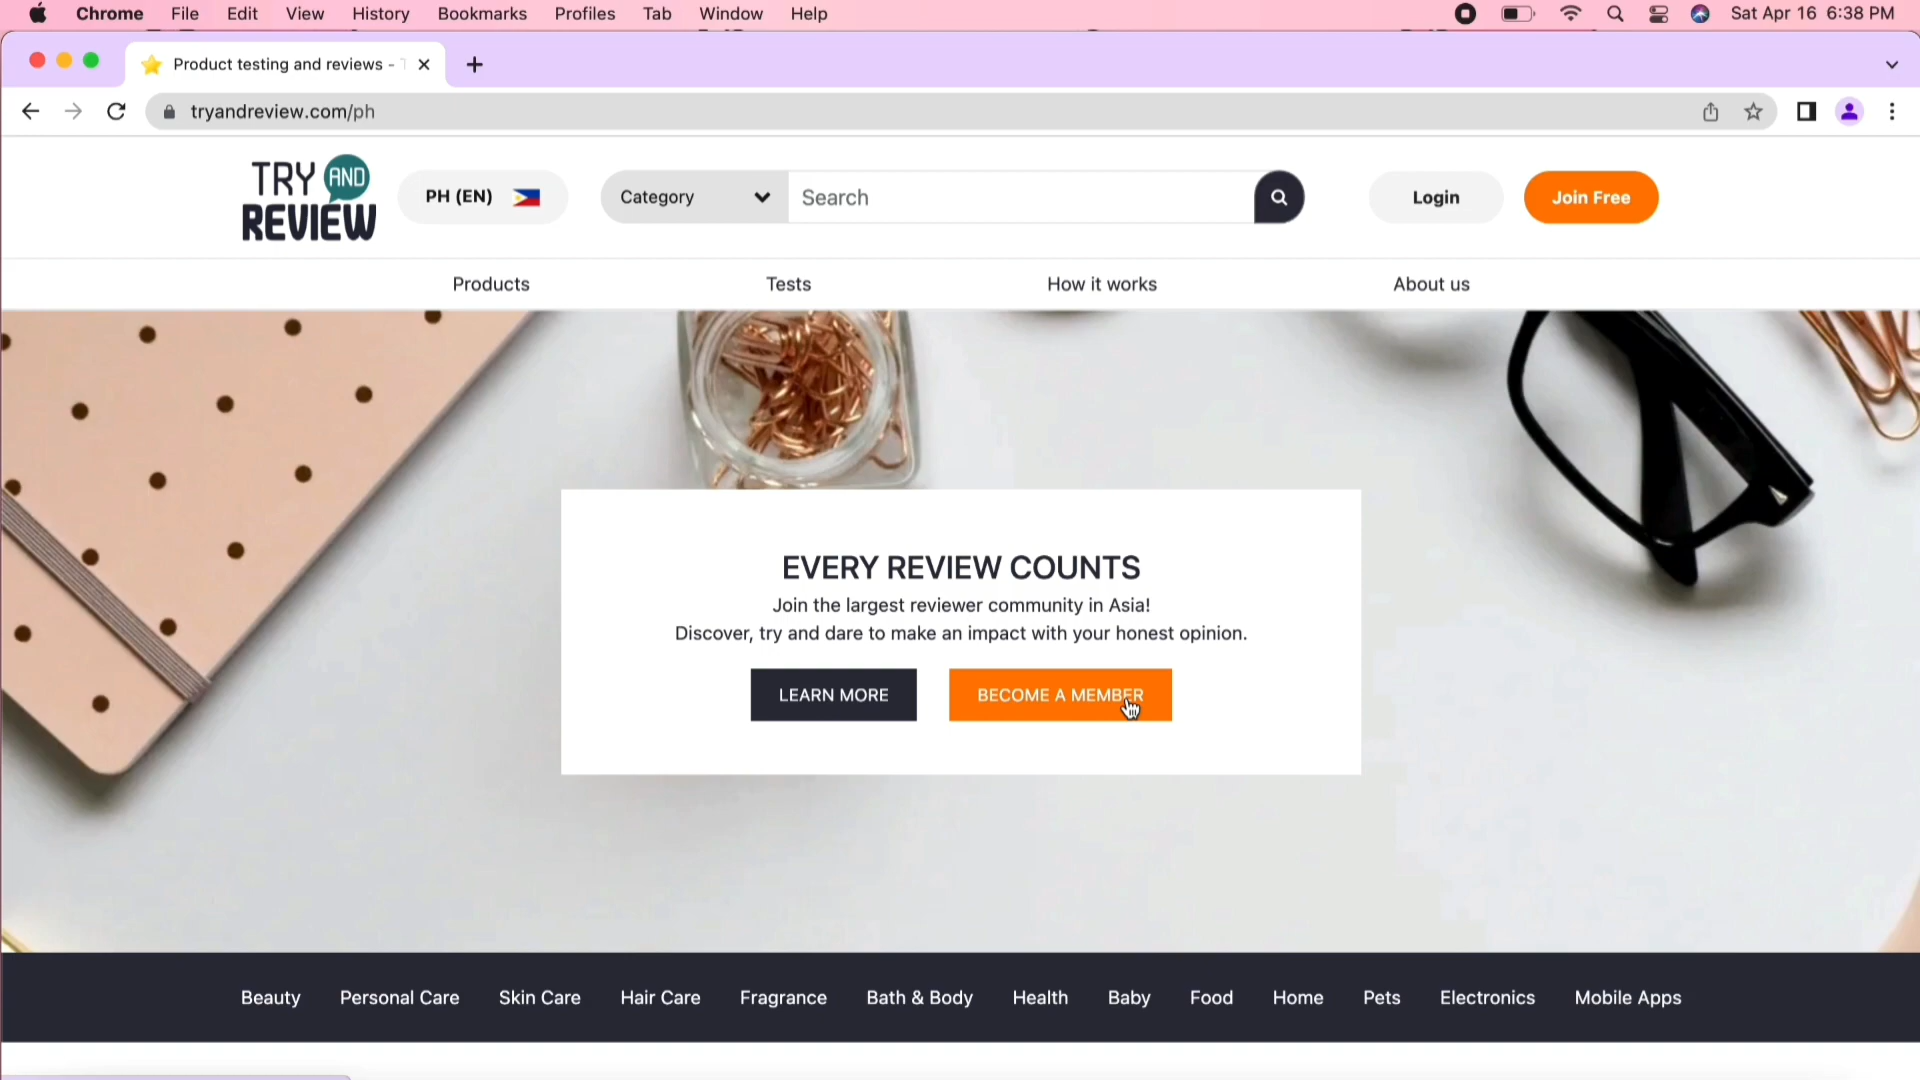 Chrome File Edit View History Bookmarks Profiles Tab Window Help Sat Apr 16 6:38 PM
Product testing and reviews -
tryandreview.com/ph
TRY AND
REVIEW
PH (EN) Category Search Login Join Free
Products Tests How it works About us
EVERY REVIEW COUNTS
Join the largest reviewer community in Asia!
Discover, try and dare to make an impact with your honest opinion.
LEARN MORE BECOME A MEMBER
Beauty Personal Care Skin Care Hair Care Fragrance Bath & Body Health Baby Food Home Pets Electronics Mobile Apps